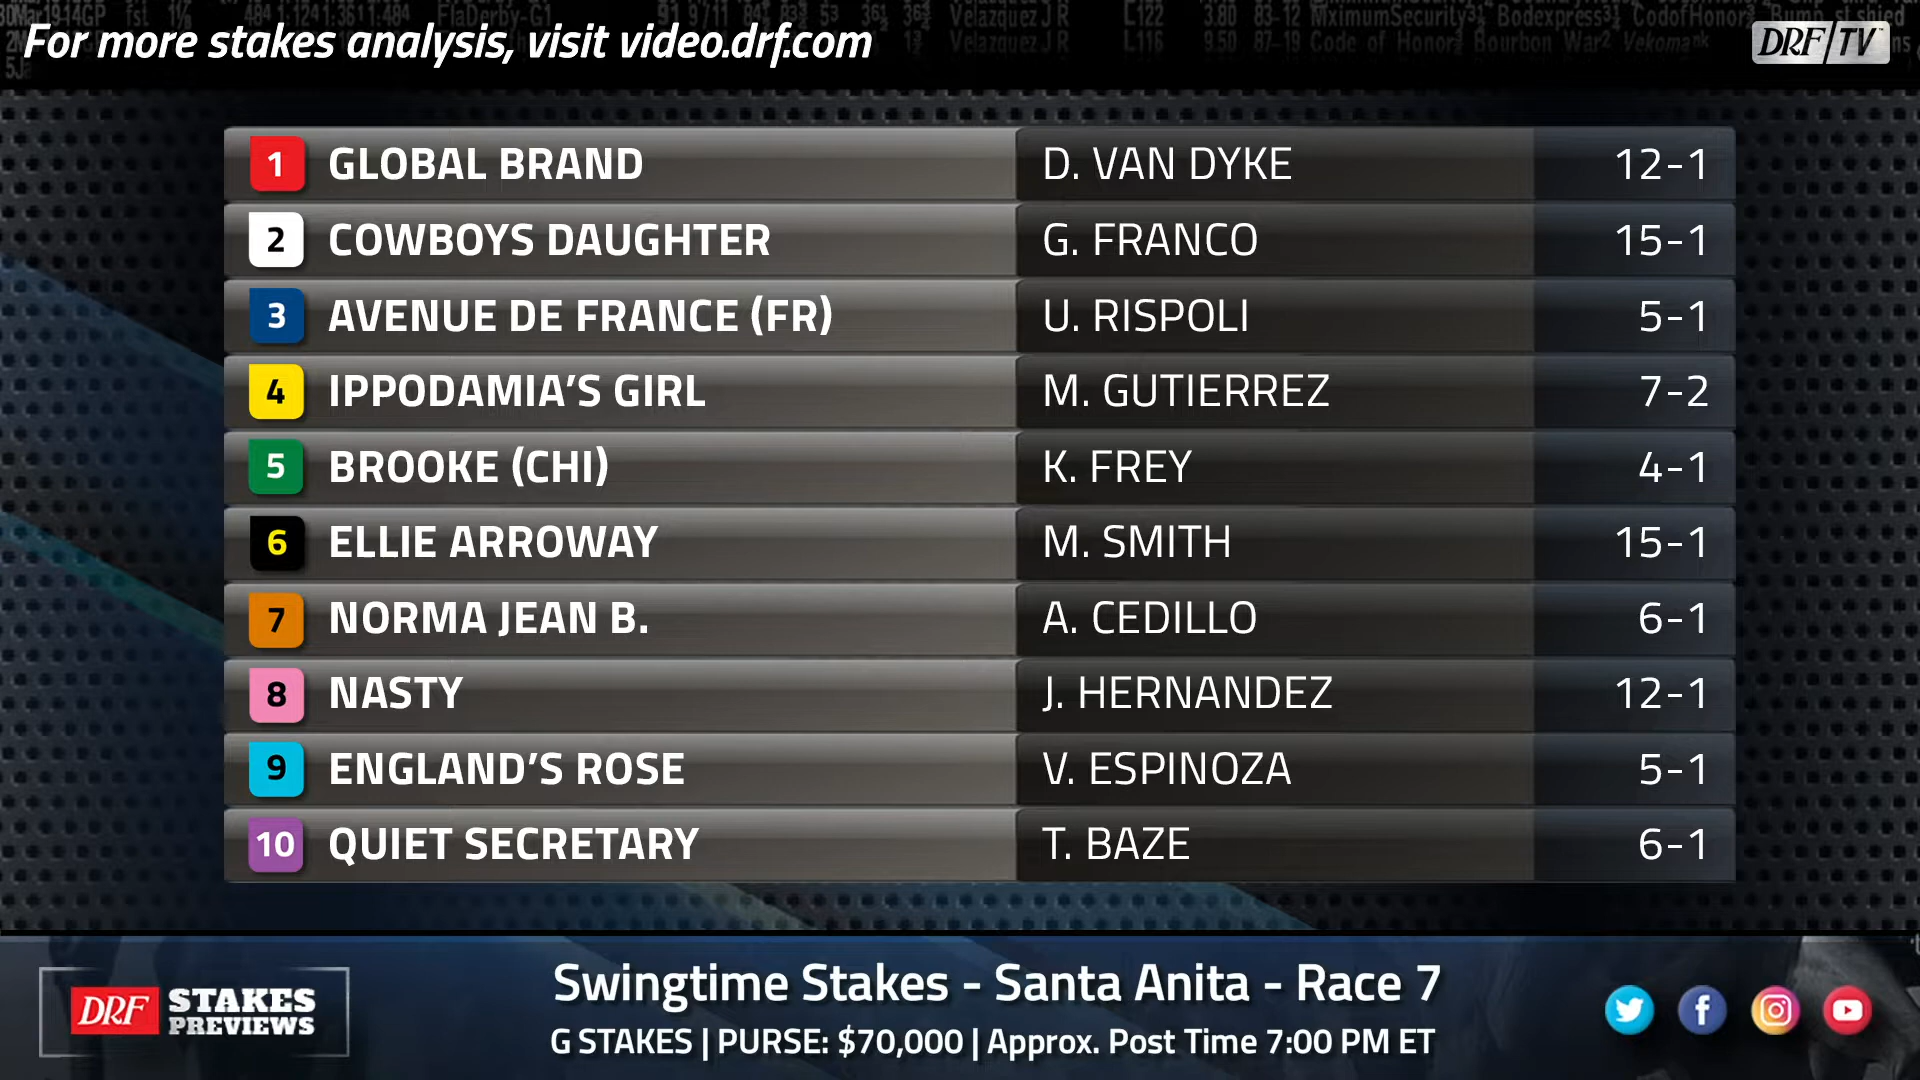 For more stakes analysis, visit video.drf.com
DRF TV
1 GLOBAL BRAND D. VAN DYKE 12-1
2 COWBOYS DAUGHTER G. FRANCO 15-1
3 AVENUE DE FRANCE (FR) U. RISPOLI 5-1
4 IPPODAMIA’S GIRL M. GUTIERREZ 7-2
5 BROOKE (CHI) K. FREY 4-1
6 ELLIE ARROWAY M. SMITH 15-1
7 NORMA JEAN B. A. CEDILLO 6-1
8 NASTY J. HERNANDEZ 12-1
9 ENGLAND’S ROSE V. ESPINOZA 5-1
10 QUIET SECRETARY T. BAZE 6-1
DRF STAKES PREVIEWS
Swingtime Stakes - Santa Anita - Race 7
G STAKES | PURSE: $70,000 | Approx. Post Time 7:00 PM ET